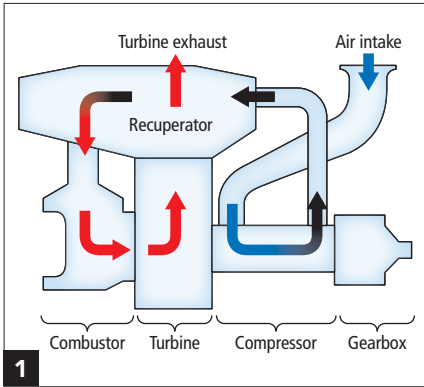 Turbine exhaust
Air intake
Recuperator
Combustor
Turbine
Compressor
Gearbox
1